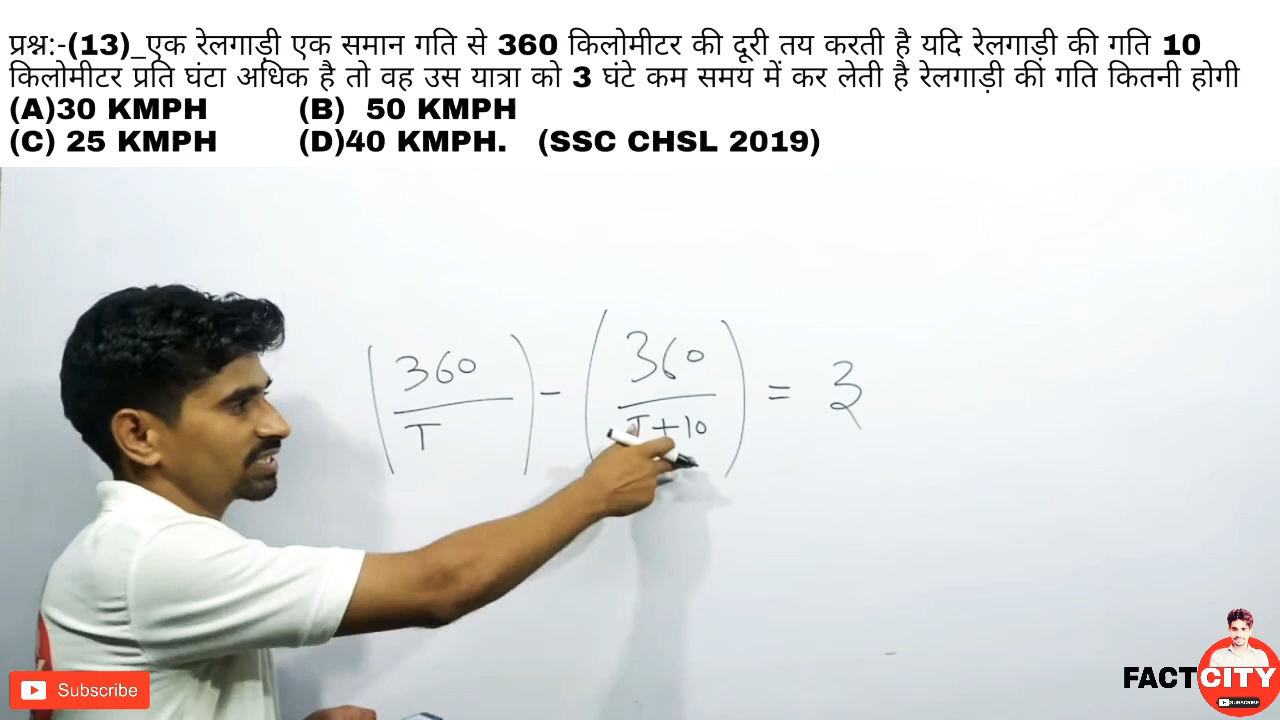 प्रश्न:-(13)_एक रेलगाड़ी एक समान गति से 360 किलोमीटर की दूरी तय करती है यदि रेलगाड़ी की गति 10
किलोमीटर प्रति घंटा अधिक है तो वह उस यात्रा को 3 घंटे कम समय में कर लेती है रेलगाड़ी की गति कितनी होगी
(A)30 KMPH (B) 50 KMPH
(C) 25 KMPH (D)40 KMPH. (SSC CHSL 2019)
(360/T) - (360/T+10) = 3
Subscribe
FACTCITY
SUBSCRIBE